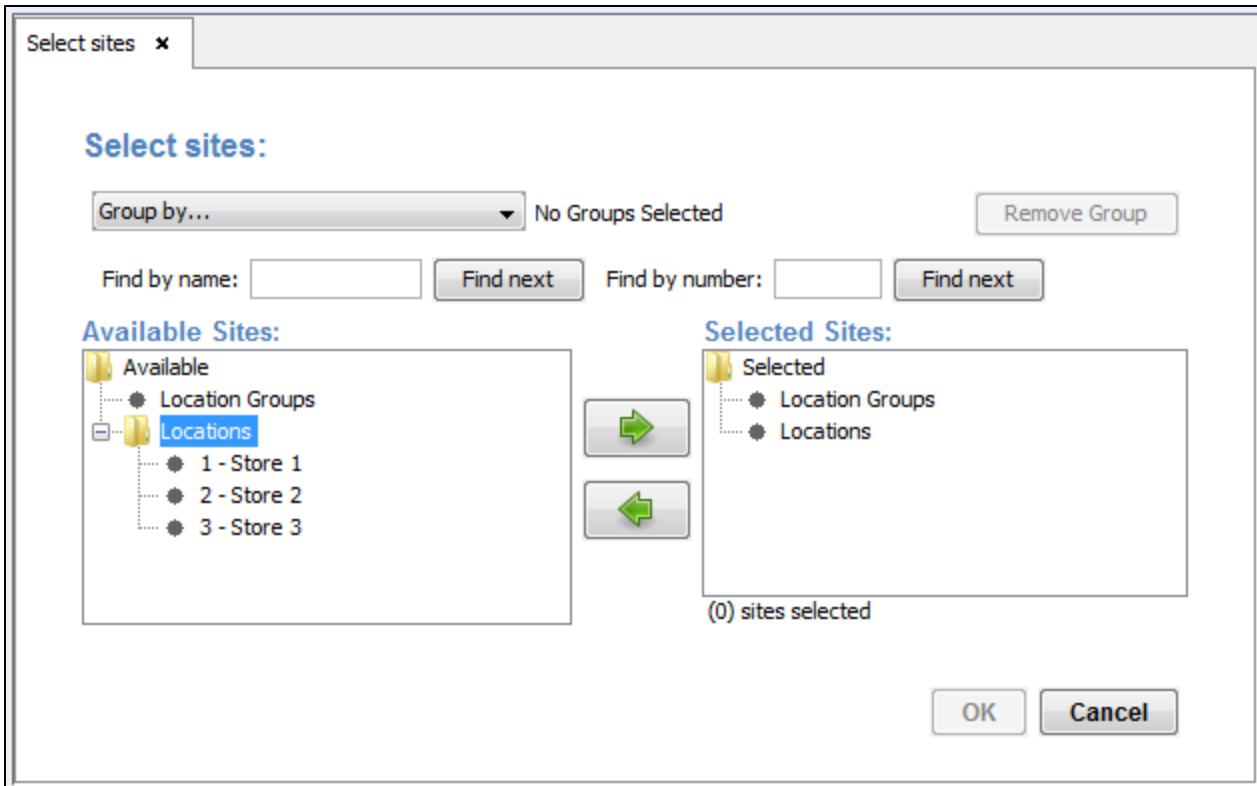 Select sites
Select sites:
Group by... No Groups Selected Remove Group
Find by name: Find next Find by number: Find next
Available Sites: Selected Sites:
Available Selected
Location Groups Location Groups
Locations Locations
1 - Store 1
2 - Store 2
3 - Store 3
(0) sites selected
OK Cancel